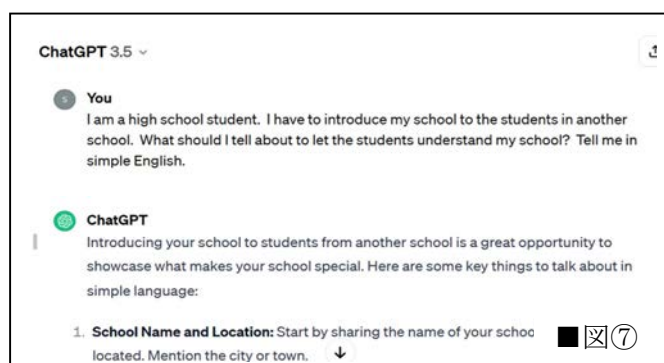 ChatGPT 3.5
S You
I am a high school student. I have to introduce my school to the students in another
school. What should I tell about to let the students understand my school? Tell me in
simple English.
ChatGPT
Introducing your school to students from another school is a great opportunity to
showcase what makes your school special. Here are some key things to talk about in
simple language:
1. School Name and Location: Start by sharing the name of your
located. Mention the city or town.
■図⑦